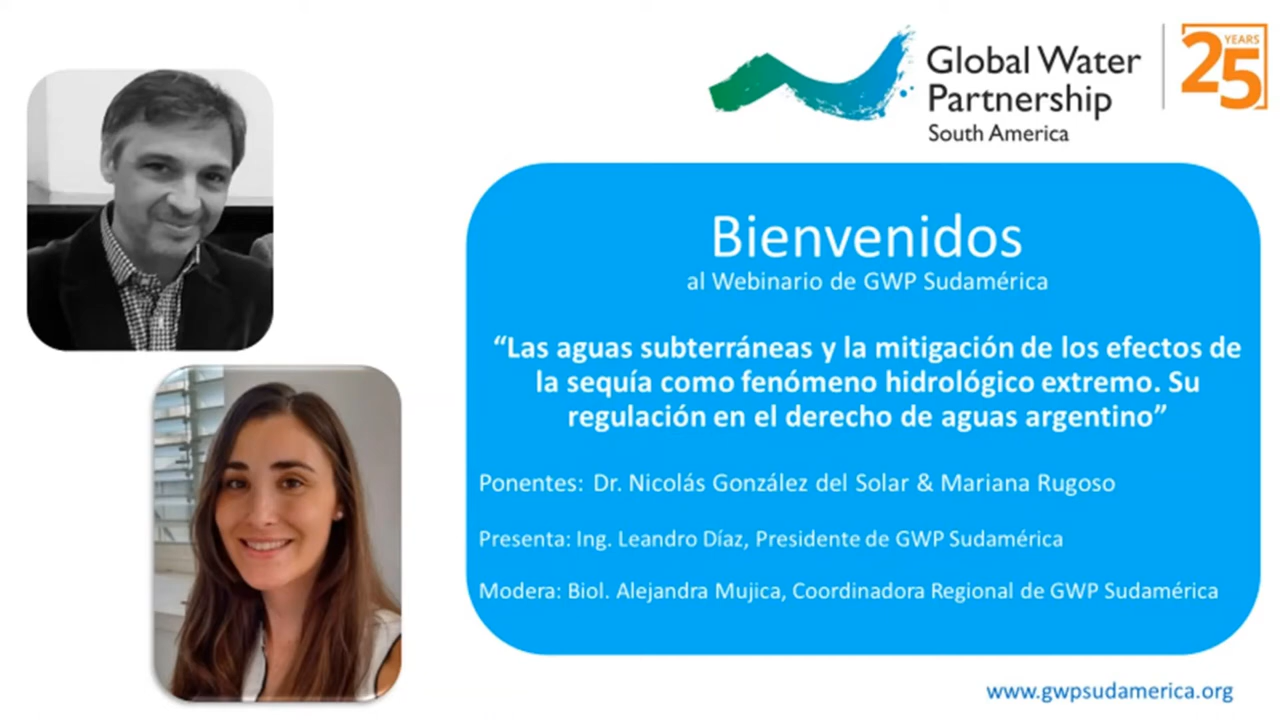 Global Water
Partnership
South America
25
YEARS
Bienvenidos
al Webinario de GWP Sudamérica
“Las aguas subterráneas y la mitigación de los efectos de
la sequía como fenómeno hidrológico extremo. Su
regulación en el derecho de aguas argentino”
Ponentes: Dr. Nicolás González del Solar & Mariana Rugoso
Presenta: Ing. Leandro Díaz, Presidente de GWP Sudamérica
Modera: Biol. Alejandra Mujica, Coordinadora Regional de GWP Sudamérica
www.gwpsudamerica.org